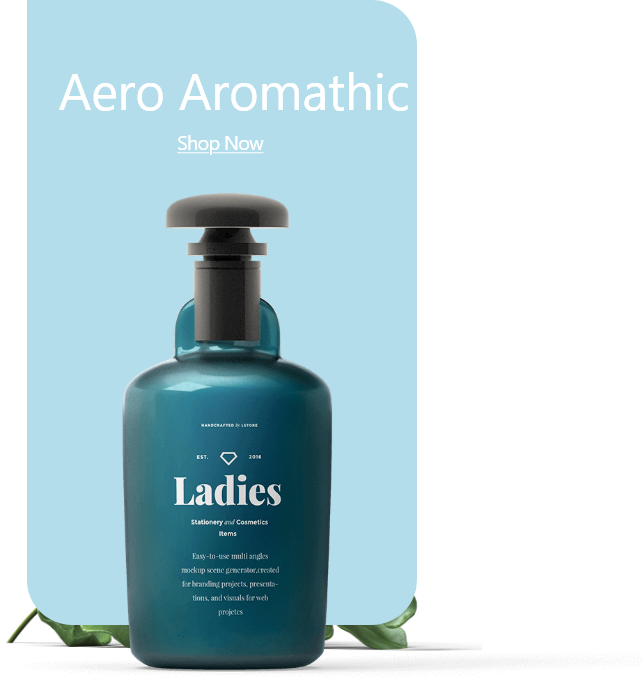 Aero Aromathic
Shop Now
HANDCRAFTED by LSTORE
EST. 2016
Ladies
Stationery and Cosmetics
Items
Easy-to-use multi angles
mockup scene generator,created
for branding projects, presenta-
tions, and visuals for web
projetcs